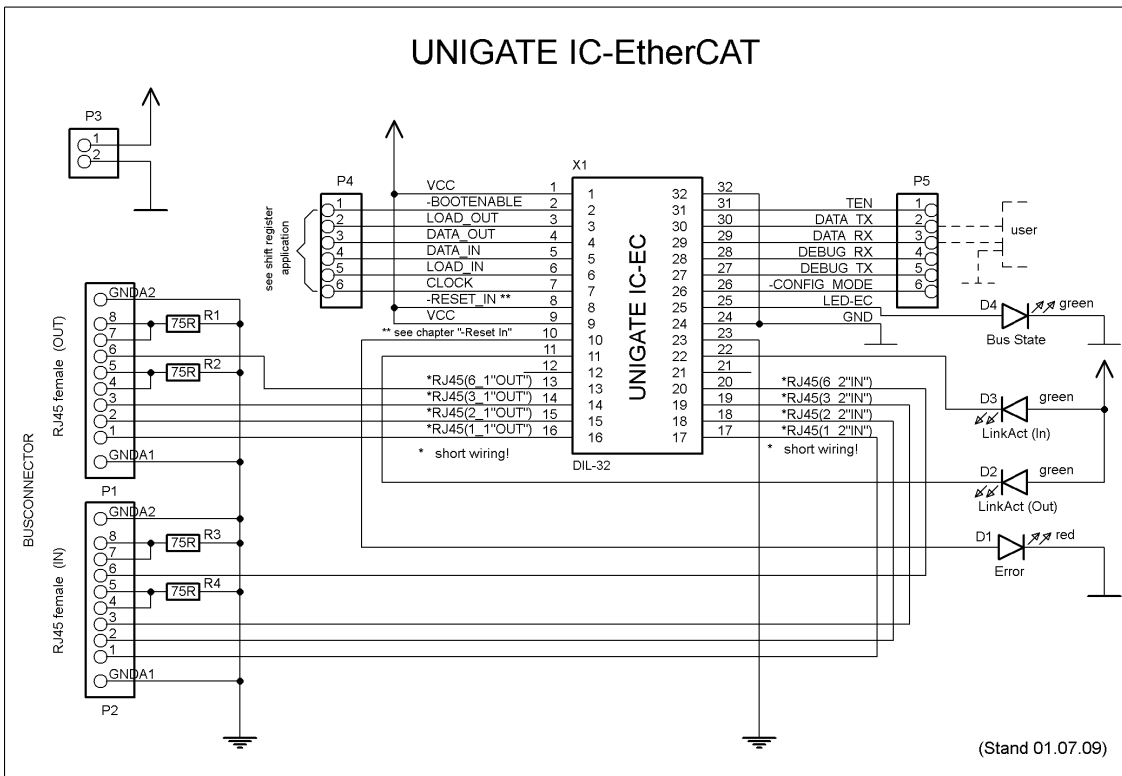 UNIGATE IC-EtherCAT
P3
1
2
X1
P4
1
2
3
4
5
6
see shift register
application
VCC 1
-BOOTENABLE 2
LOAD_OUT 3
DATA_OUT 4
DATA_IN 5
LOAD_IN 6
CLOCK 7
-RESET_IN ** 8
VCC 9
** see chapter "-Reset In" 10
11
12
*RJ45(6_1"OUT") 13
*RJ45(3_1"OUT") 14
*RJ45(2_1"OUT") 15
*RJ45(1_1"OUT") 16
* short wiring!
1 32
2 31
3 30
4 29
5 28
6 27
7 26
8 25
9 24
10 23
11 22
12 21
13 20
14 19
15 18
16 17
UNIGATE IC-EC
DIL-32
32
31 TEN
30 DATA TX
29 DATA RX
28 DEBUG RX
27 DEBUG TX
26 -CONFIG MODE
25 LED-EC
24 GND
23
22
21
20 *RJ45(6 2"IN")
19 *RJ45(3 2"IN")
18 *RJ45(2 2"IN")
17 *RJ45(1 2"IN")
* short wiring!
P5
1
2
3
4
5
6
user
D4 green
Bus State
D3 green
LinkAct (In)
D2 green
LinkAct (Out)
D1 red
Error
BUSCONNECTOR
RJ45 female (OUT)
GNDA2
8
7
6
5
4
3
2
1
GNDA1
75R R1
75R R2
P1
RJ45 female (IN)
GNDA2
8
7
6
5
4
3
2
1
GNDA1
75R R3
75R R4
P2
(Stand 01.07.09)